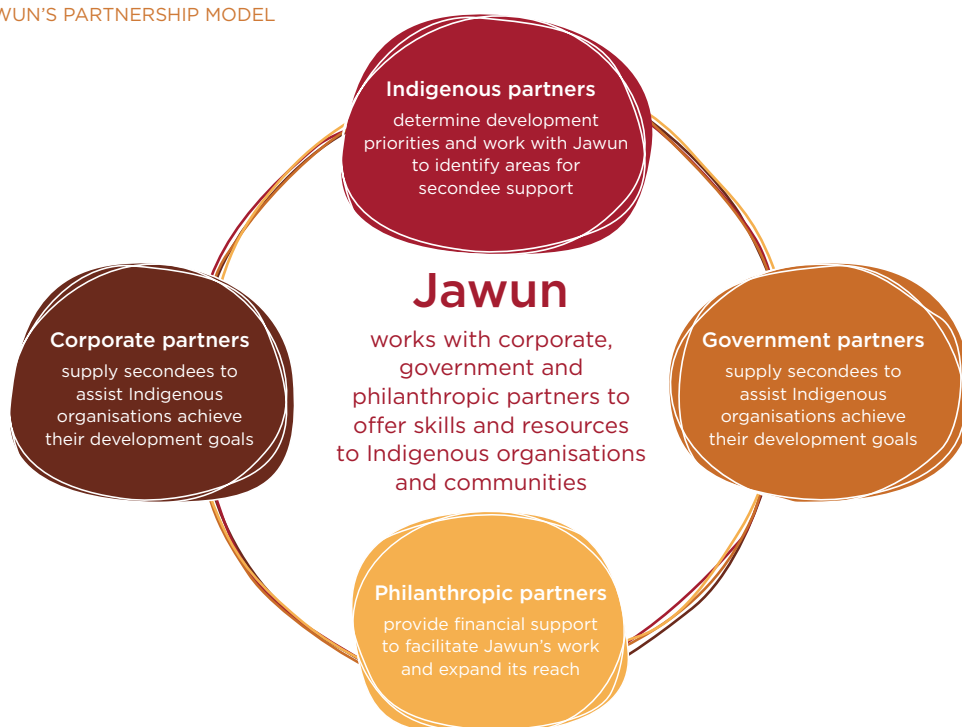 WUN'S PARTNERSHIP MODEL
Indigenous partners
determine development
priorities and work with Jawun
to identify areas for
secondee support
Jawun
works with corporate,
government and
philanthropic partners to
offer skills and resources
to Indigenous organisations
and communities
Corporate partners
supply secondees to
assist Indigenous
organisations achieve
their development goals
Government partners
supply secondees to
assist Indigenous
organisations achieve
their development goals
Philanthropic partners
provide financial support
to facilitate Jawun's work
and expand its reach